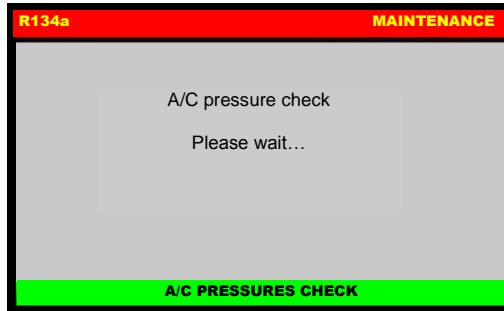 R134a MAINTENANCE
A/C pressure check
Please wait…
A/C PRESSURES CHECK